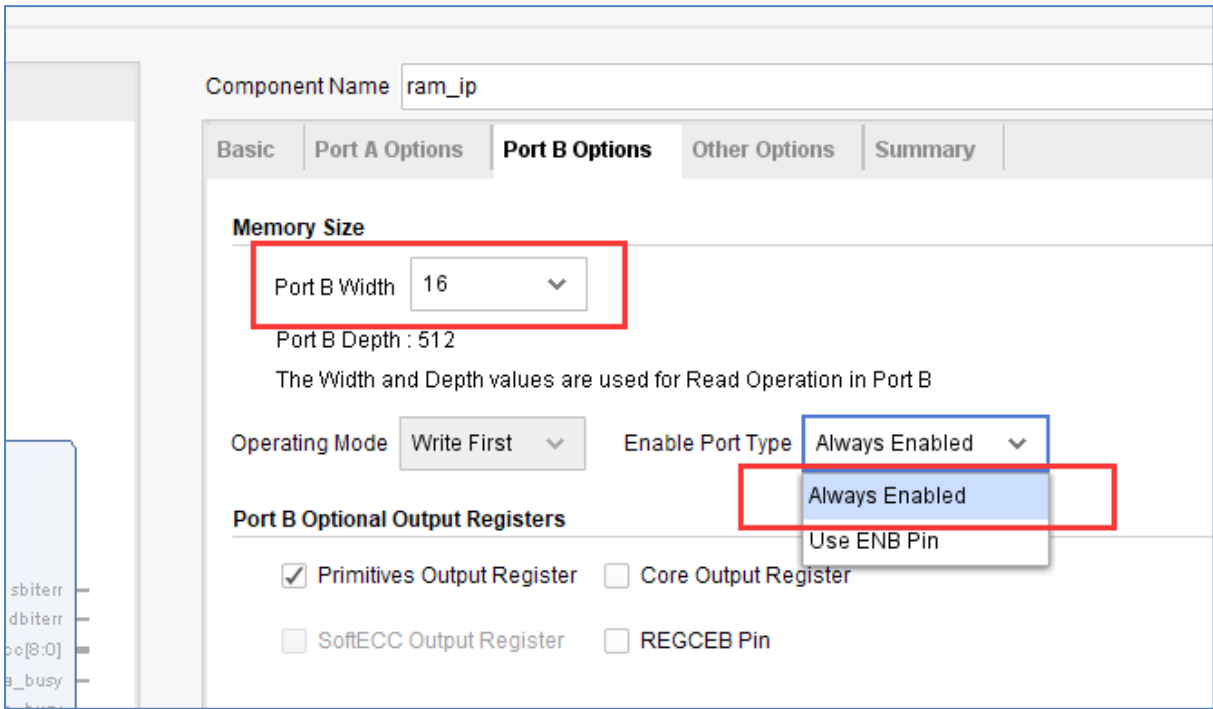 Component Name ram_ip
Basic Port A Options Port B Options Other Options Summary
Memory Size
Port B Width 16
Port B Depth : 512
The Width and Depth values are used for Read Operation in Port B
Operating Mode Write First Enable Port Type Always Enabled
Always Enabled
Use ENB Pin
Port B Optional Output Registers
Primitives Output Register Core Output Register
SoftECC Output Register REGCEB Pin
sbiterr
dbiterr
cc[8:0]
a_busy